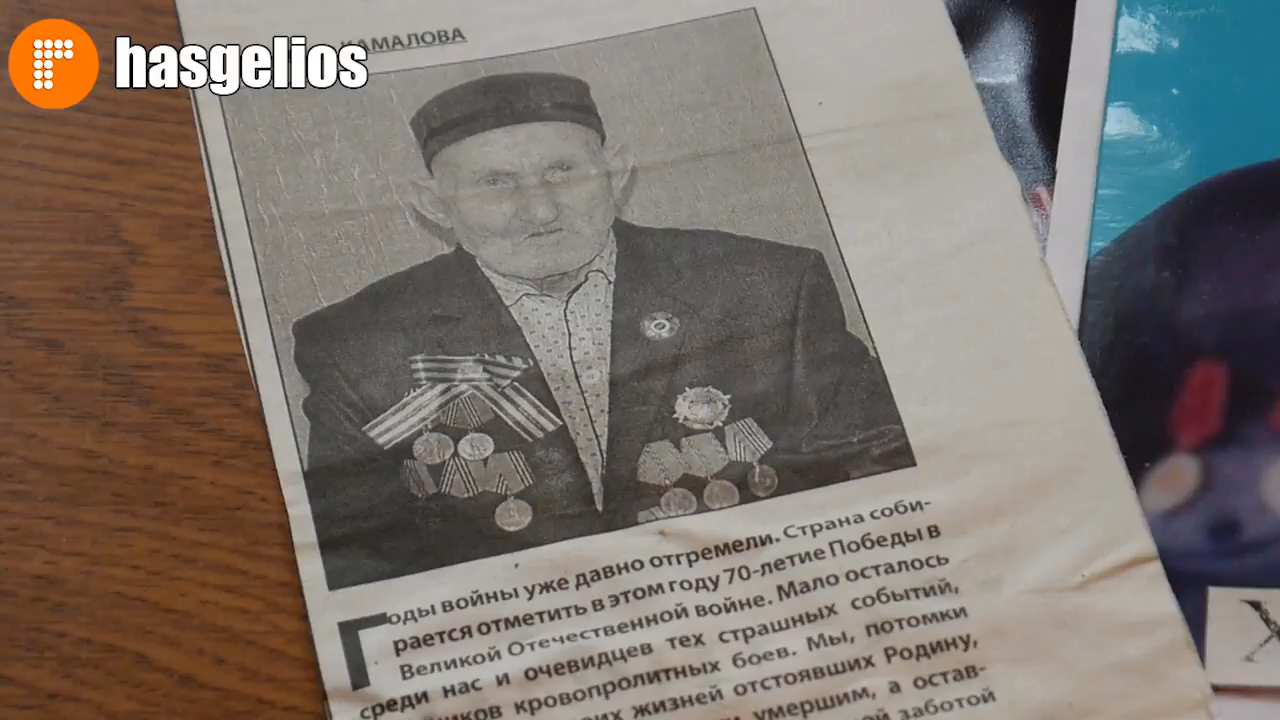 hasgelios
КАМАЛОВА
Годы войны уже давно отгремели. Страна соби-
рается отметить в этом году 70-летие Победы в
Великой Отечественной войне. Мало осталось
среди нас и очевидцев тех страшных событий,
кровопролитных боев. Мы, потомки
жизней отстоявших Родину,
умершим, а остав-
заботой